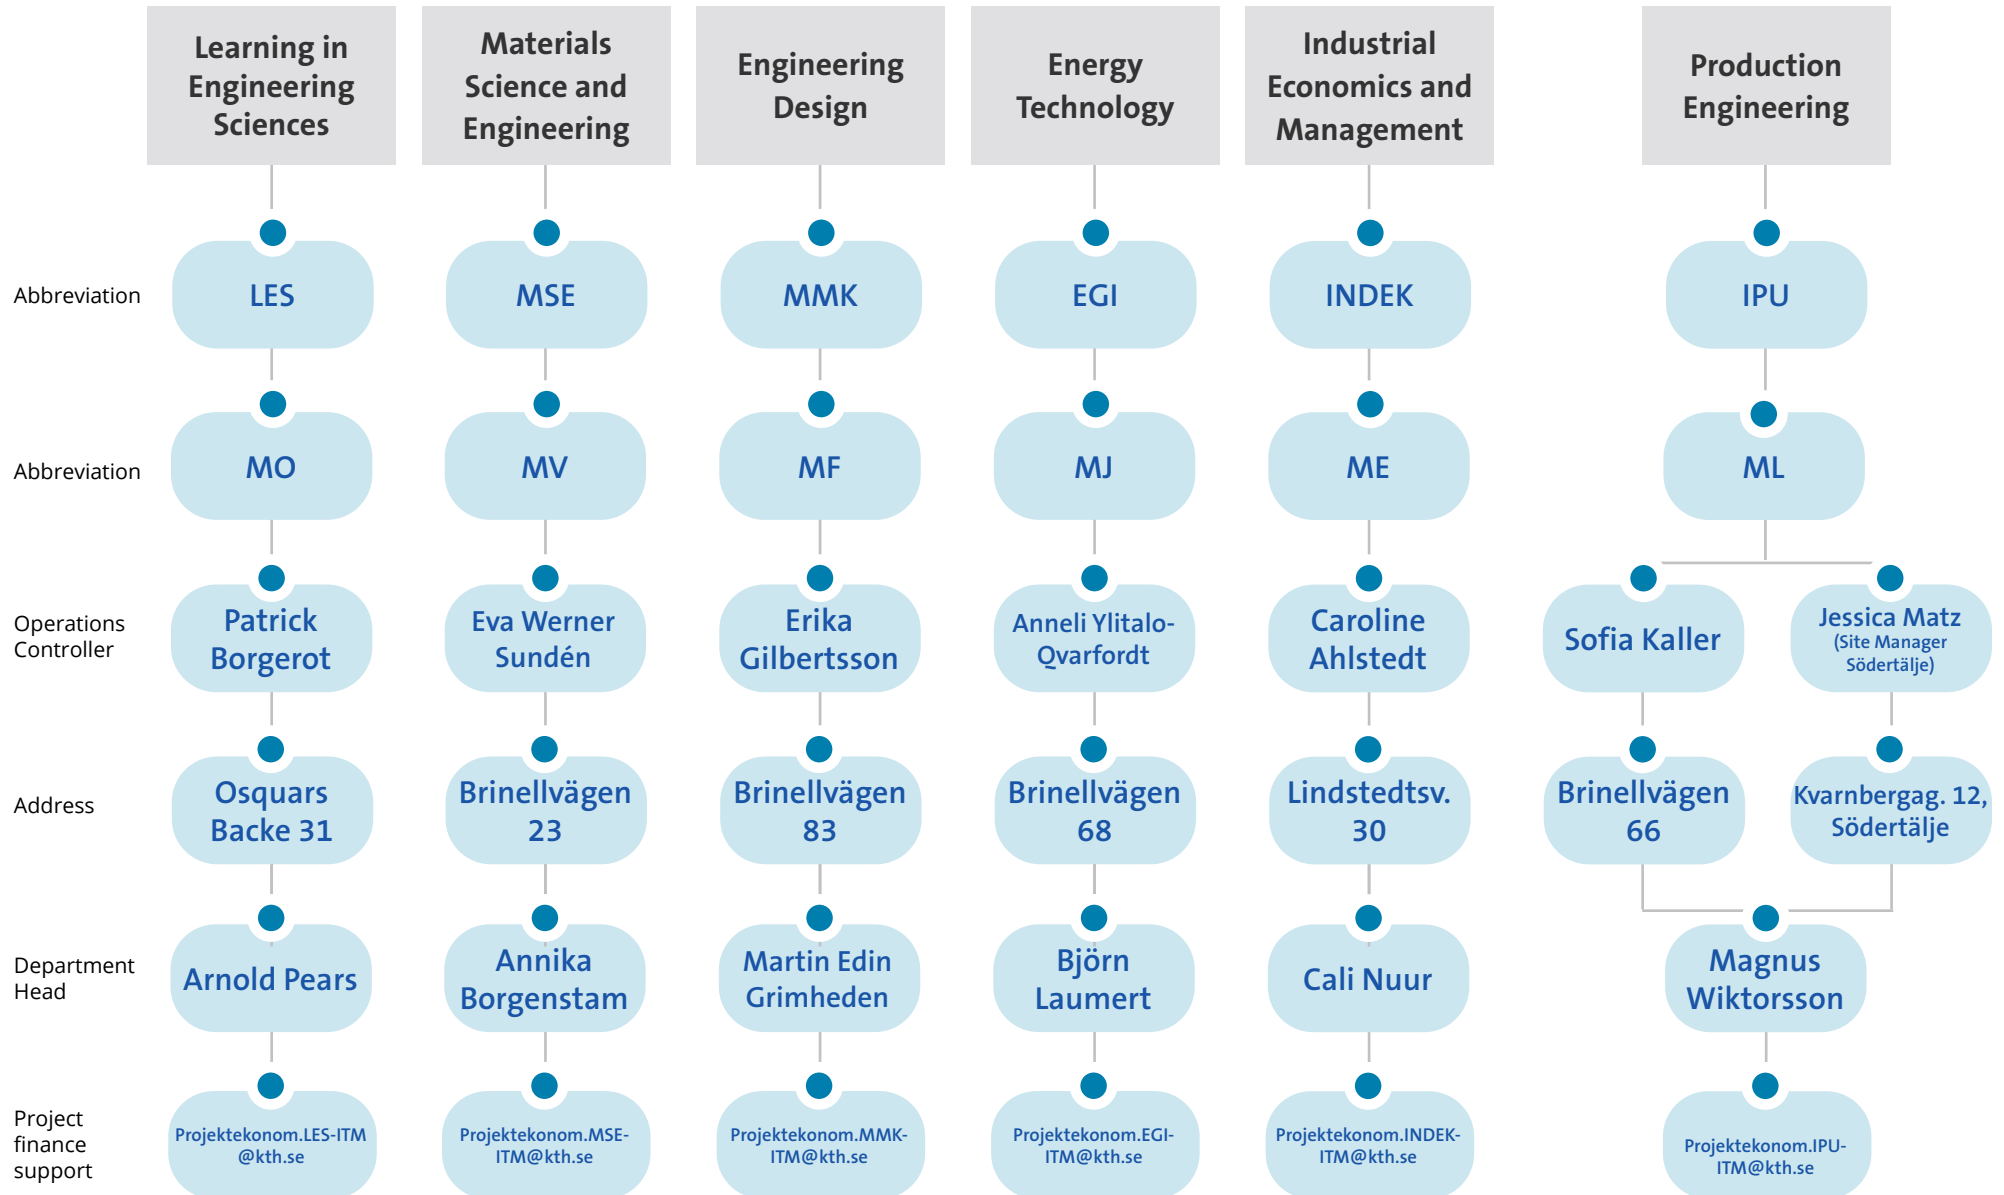 Learning in
Engineering
Sciences
Materials
Science and
Engineering
Engineering
Design
Energy
Technology
Industrial
Economics and
Management
Production
Engineering
Abbreviation
LES
MSE
MMK
EGI
INDEK
IPU
Abbreviation
MO
MV
MF
MJ
ME
ML
Operations
Controller
Patrick
Borgerot
Eva Werner
Sundén
Erika
Gilbertsson
Anneli Ylitalo-
Qvarfordt
Caroline
Ahlstedt
Sofia Kaller
Jessica Matz
(Site Manager
Södertälje)
Address
Osquars
Backe 31
Brinellvägen
23
Brinellvägen
83
Brinellvägen
68
Lindstedtsv.
30
Brinellvägen
66
Kvarnbergag. 12,
Södertälje
Department
Head
Arnold Pears
Annika
Borgenstam
Martin Edin
Grimheden
Björn
Laumert
Cali Nuur
Magnus
Wiktorsson
Project
finance
support
Projektekonom.LES-ITM
@kth.se
Projektekonom.MSE-
ITM@kth.se
Projektekonom.MMK-
ITM@kth.se
Projektekonom.EGI-
ITM@kth.se
Projektekonom.INDEK-
ITM@kth.se
Projektekonom.IPU-
ITM@kth.se